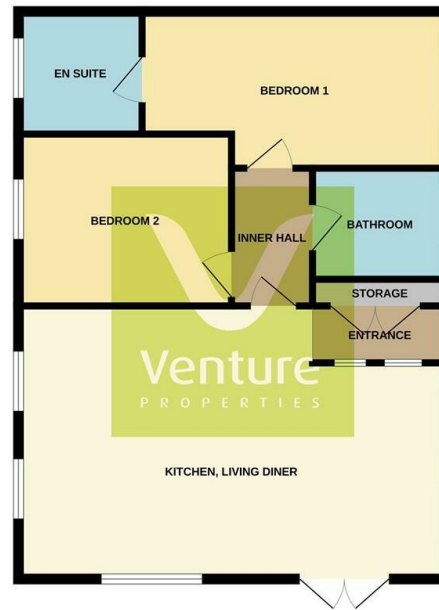 EN SUITE
BEDROOM 1
BEDROOM 2
INNER HALL
BATHROOM
STORAGE
ENTRANCE
Venture
PROPERTIES
KITCHEN, LIVING DINER